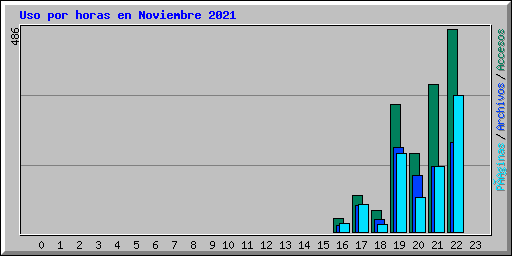 Uso por horas en Noviembre 2021
486
PÃginas / Archivos / Accesos
0 1 2 3 4 5 6 7 8 9 10 11 12 13 14 15 16 17 18 19 20 21 22 23